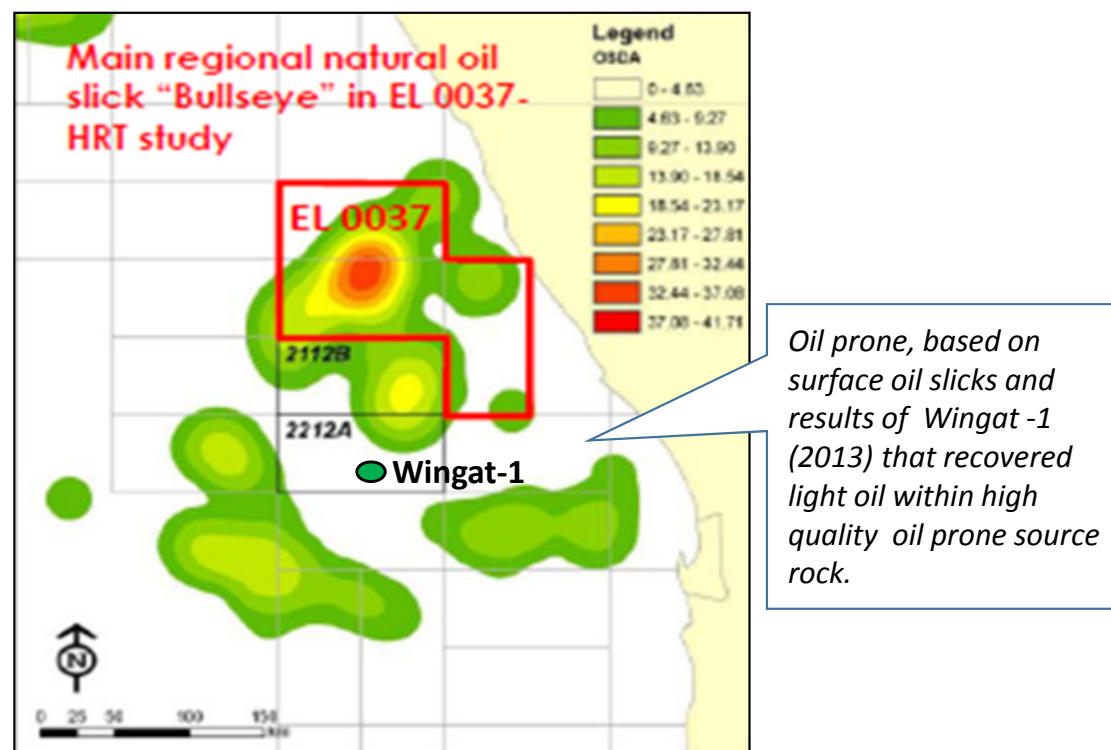 Main regional natural oil
slick “Bullseye” in EL 0037-
HRT study
Legend
OSDA
0 - 4.63
4.63 - 9.27
9.27 - 13.90
13.90 - 18.54
18.54 - 23.17
23.17 - 27.81
27.81 - 32.44
32.44 - 37.08
37.08 - 41.71
EL 0037
2112B
2212A
Wingat-1
Oil prone, based on
surface oil slicks and
results of Wingat -1
(2013) that recovered
light oil within high
quality oil prone source
rock.
N
0 25 50 100 150